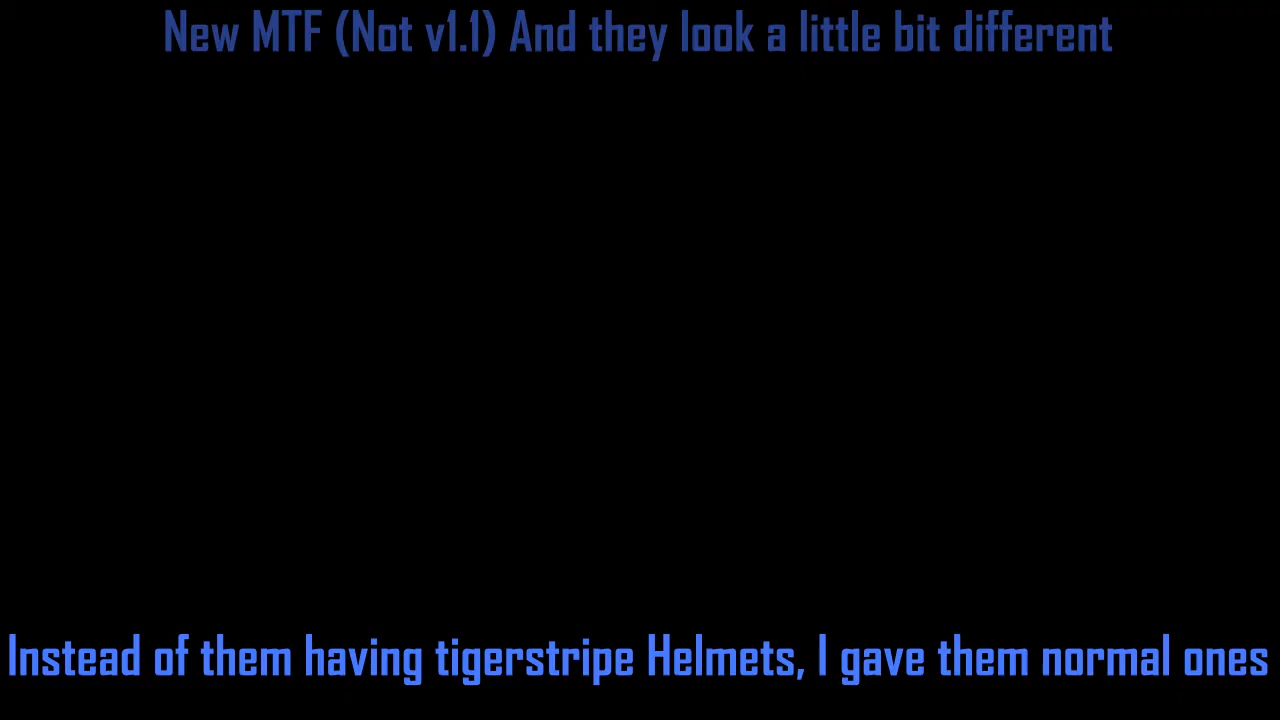 New MTF (Not v1.1) And they look a little bit different
Instead of them having tigerstripe Helmets, I gave them normal ones